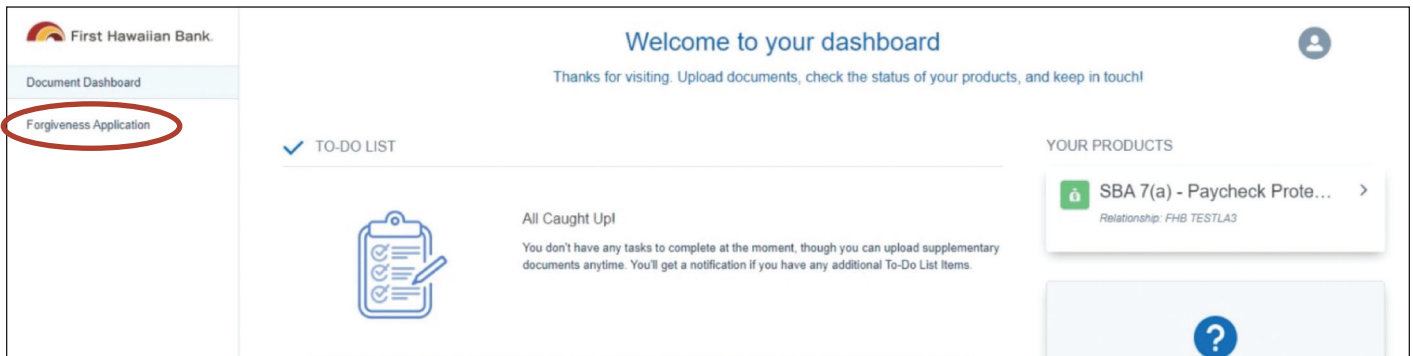 First Hawaiian Bank.
Document Dashboard
Forgiveness Application
Welcome to your dashboard
Thanks for visiting. Upload documents, check the status of your products, and keep in touch!
TO-DO LIST
All Caught Up!
You don't have any tasks to complete at the moment, though you can upload supplementary
documents anytime. You'll get a notification if you have any additional To-Do List Items.
YOUR PRODUCTS
SBA 7(a) - Paycheck Prote...
Relationship: FHB TESTLA3
?